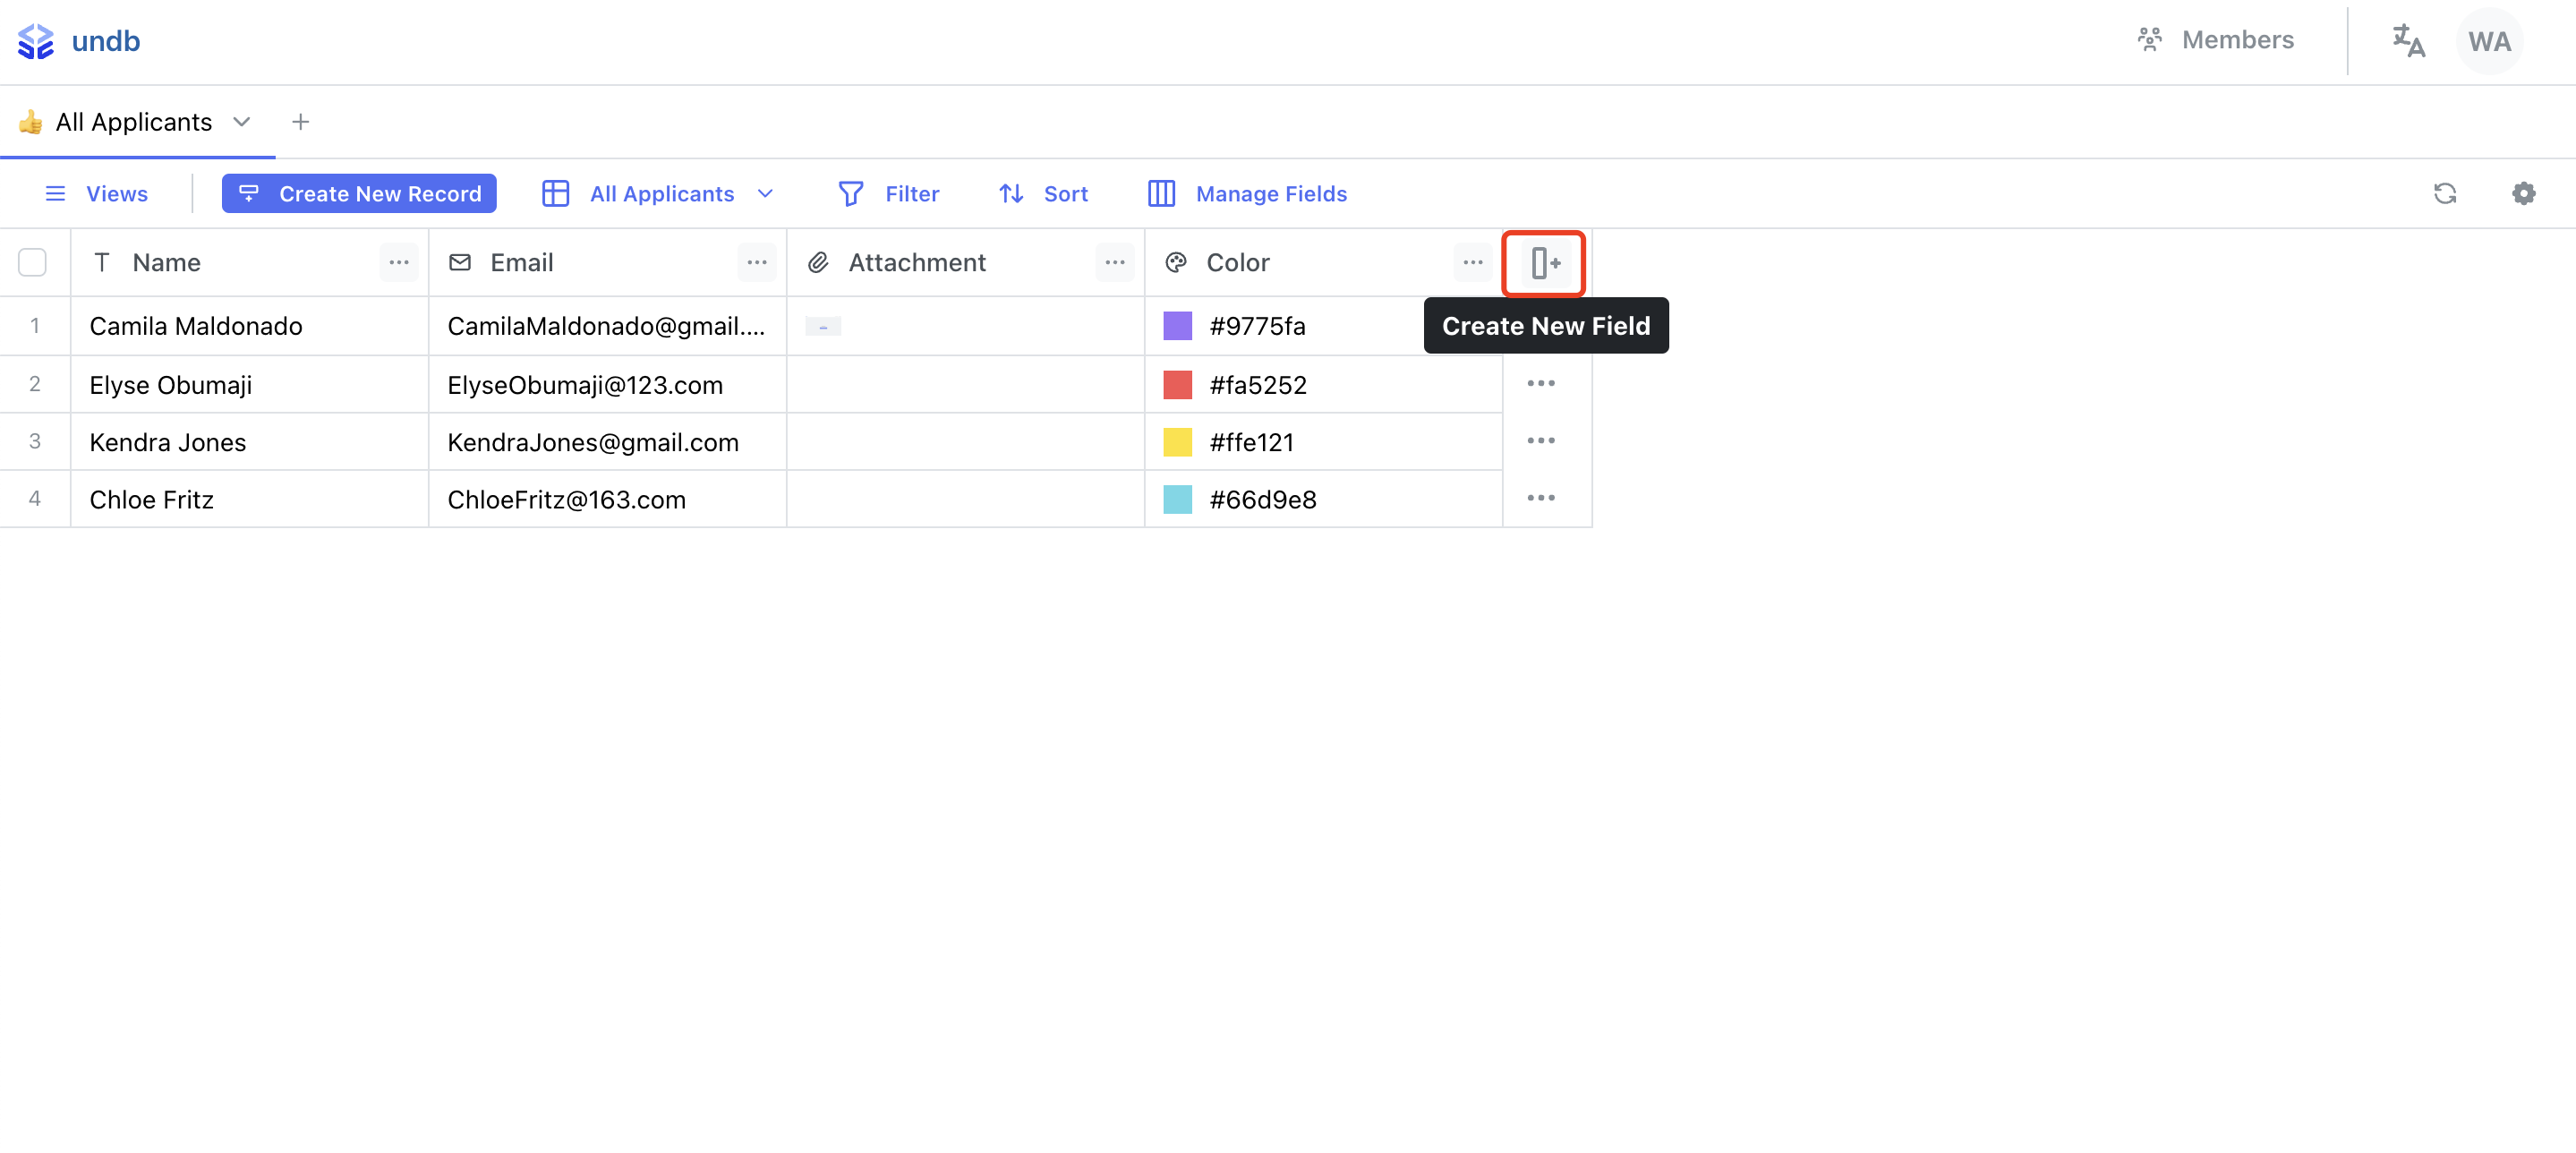 undb
Members
WA
All Applicants
Views
Create New Record
All Applicants
Filter
Sort
Manage Fields
Name
Email
Attachment
Color
Create New Field
1 Camila Maldonado CamilaMaldonado@gmail.... #9775fa
2 Elyse Obumaji ElyseObumaji@123.com #fa5252
3 Kendra Jones KendraJones@gmail.com #ffe121
4 Chloe Fritz ChloeFritz@163.com #66d9e8